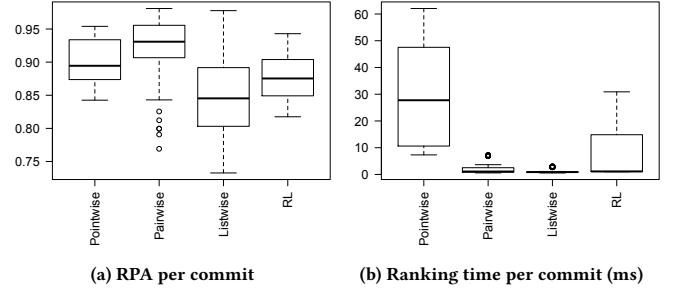 0.95
0.90
0.85
0.80
0.75
Pointwise
Pairwise
Listwise
RL
(a) RPA per commit
60
50
40
30
20
10
0
Pointwise
Pairwise
Listwise
RL
(b) Ranking time per commit (ms)